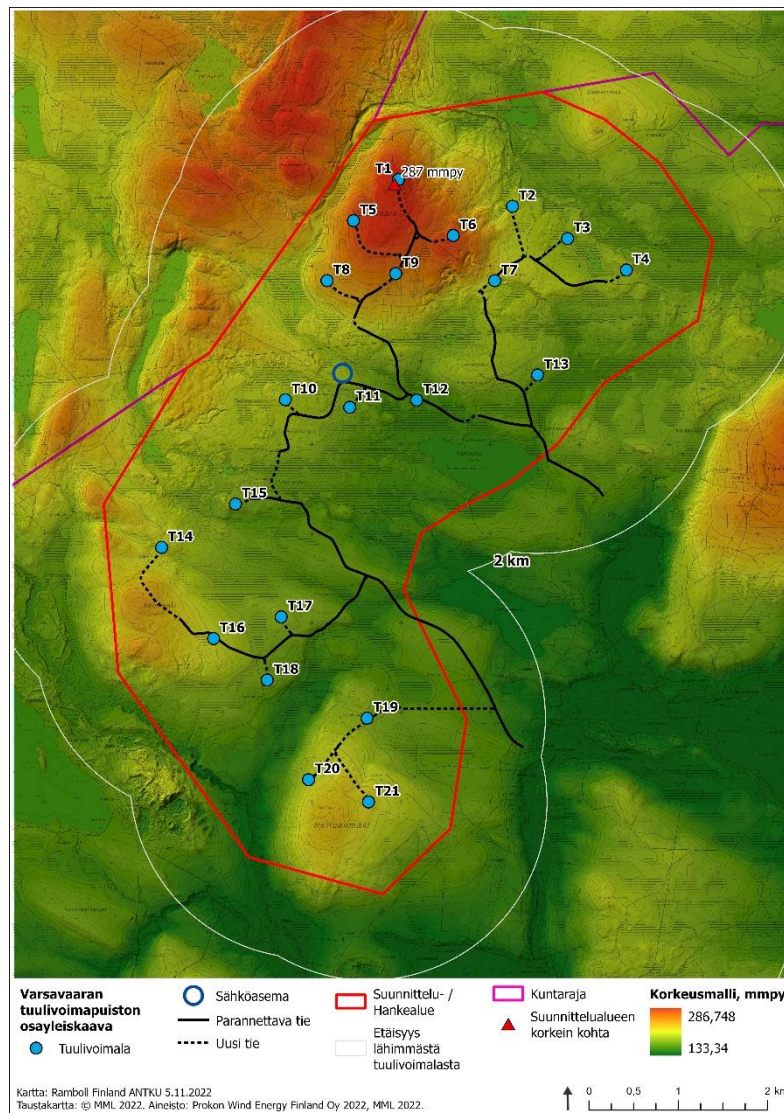 T1
287 mmpy
T2
T5
T6
T3
T9
T4
T8
T7
T13
T10
T12
T11
T15
T14
2 km
T17
T16
T18
T19
T20
T21
Varsavaaran
tuulivoimapuiston
osayleiskaava
Tuulivoimala
Sähköasema
Parannettava tie
Uusi tie
Suunnittelu- /
Hankealue
Etäisyys
lähimmästä
tuulivoimalasta
Kuntaraja
Suunnittelualueen
korkein kohta
Korkeusmalli, mmpy
286,748
133,34
Kartta: Ramboll Finland ANTKU 5.11.2022
Taustakartta: © MML 2022. Aineisto: Prokon Wind Energy Finland Oy 2022, MML 2022.
0 0,5 1 2 km